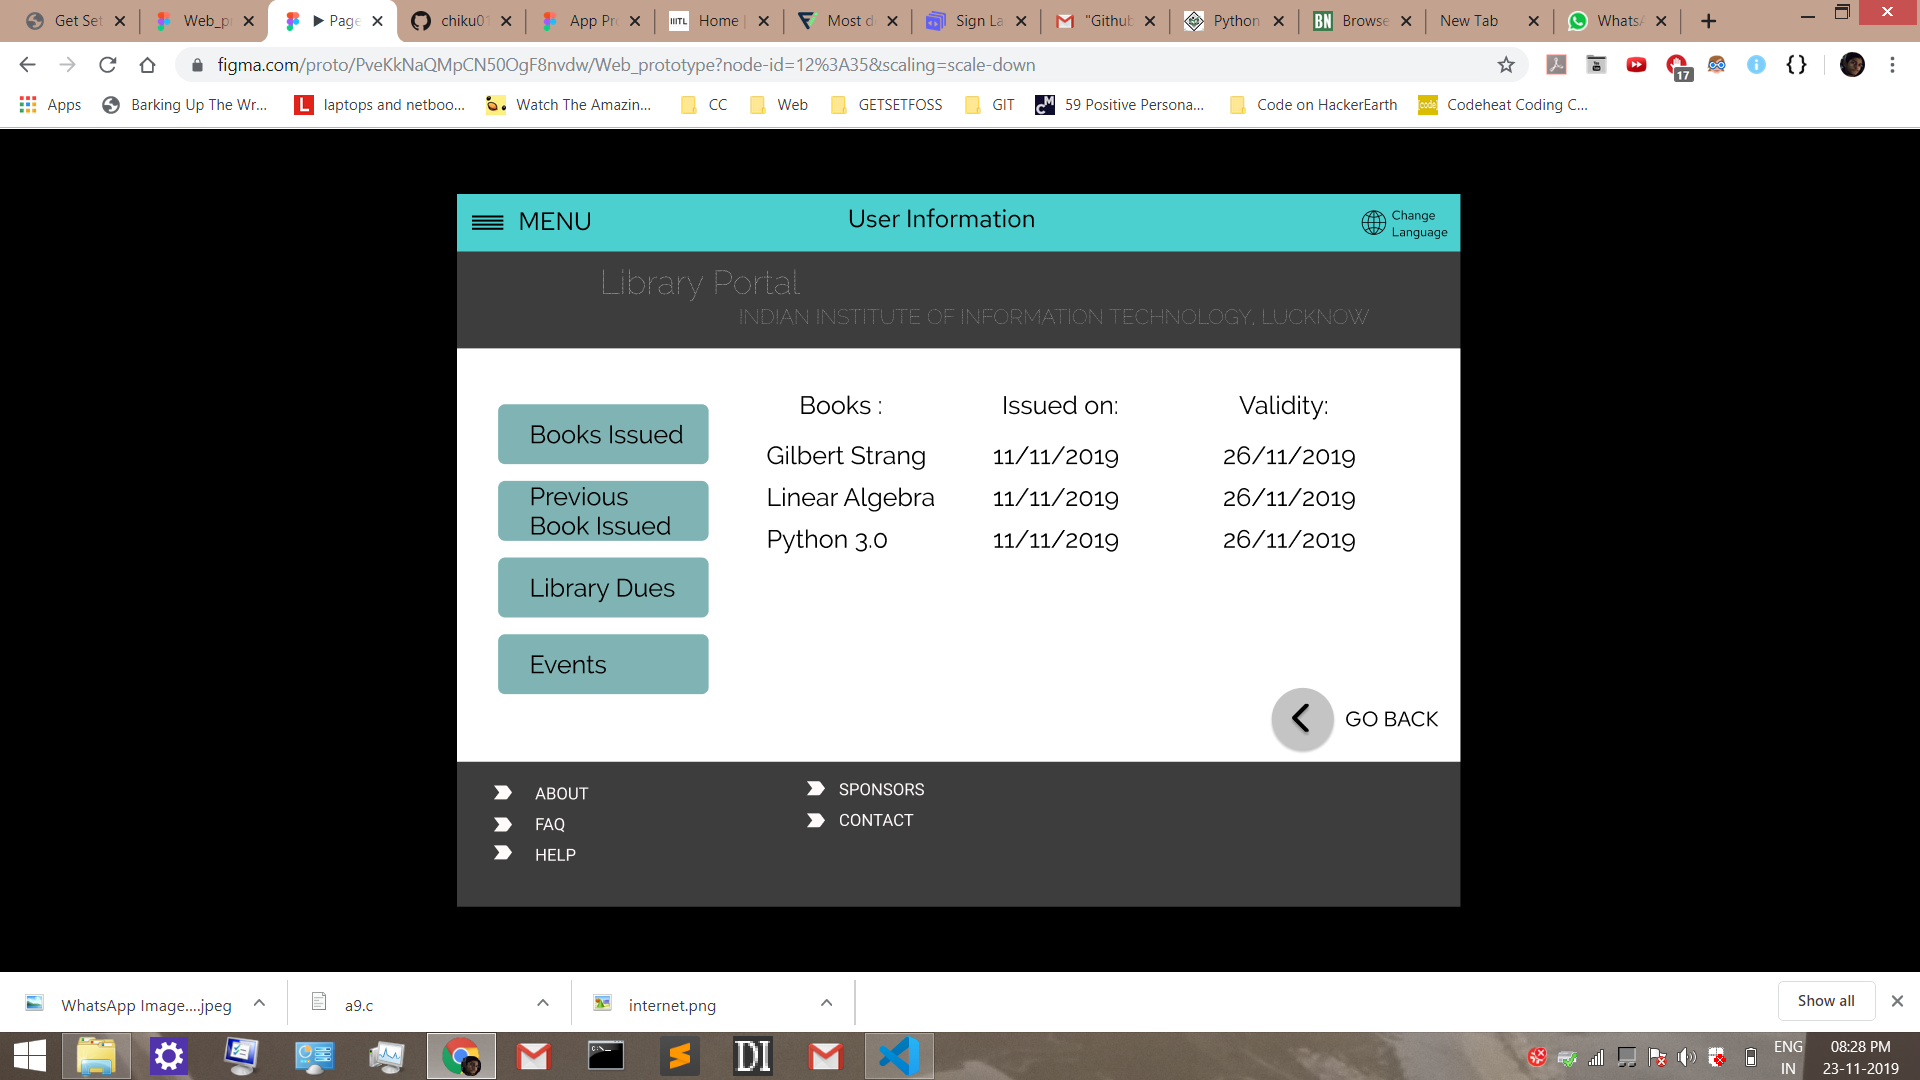 Get Set
Web_p
Page
chiku01
App Pr
Home
Most d
Sign La
"Github
Python
Browse
New Tab
WhatsA
figma.com/proto/PveKkNaQMpCN50OgF8nvdw/Web_prototype?node-id=12%3A35&scaling=scale-down
17
Apps
Barking Up The Wr...
laptops and netboo...
Watch The Amazin...
CC
Web
GETSETFOSS
GIT
59 Positive Persona...
Code on HackerEarth
Codeheat Coding C...
MENU
User Information
Change
Language
Library Portal
INDIAN INSTITUTE OF INFORMATION TECHNOLOGY, LUCKNOW
Books Issued
Previous
Book Issued
Library Dues
Events
Books : Issued on: Validity:
Gilbert Strang 11/11/2019 26/11/2019
Linear Algebra 11/11/2019 26/11/2019
Python 3.0 11/11/2019 26/11/2019
GO BACK
ABOUT
FAQ
HELP
SPONSORS
CONTACT
WhatsApp Image....jpeg
a9.c
internet.png
Show all
DI
ENG
IN
08:28 PM
23-11-2019